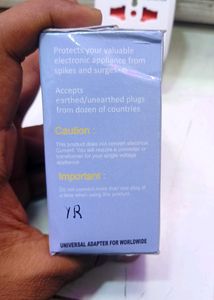 Protects your valuable
electronic appliance from
spikes and surges
Accepts
earthed/unearthed plugs
from dozen of countries
Caution :
This product does not convert electrical
Current. You will require a converter or
transformer for your single voltage
appliance
Important :
Do not connect more than one plug at
a time when using this product.
YR
UNIVERSAL ADAPTER FOR WORLDWIDE